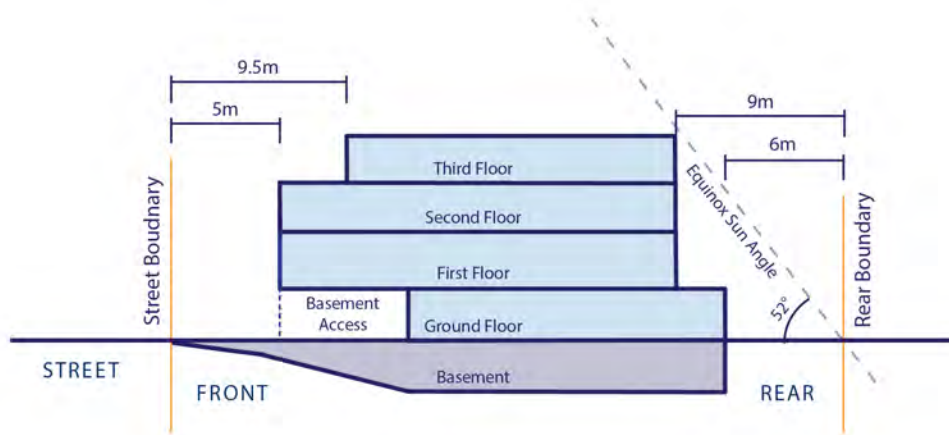 9.5m
9m
5m
6m
Third Floor
Second Floor
First Floor
Basement
Access
Ground Floor
Basement
Equinox Sun Angle
52°
Street Boudnary
Rear Boundary
STREET
FRONT
REAR